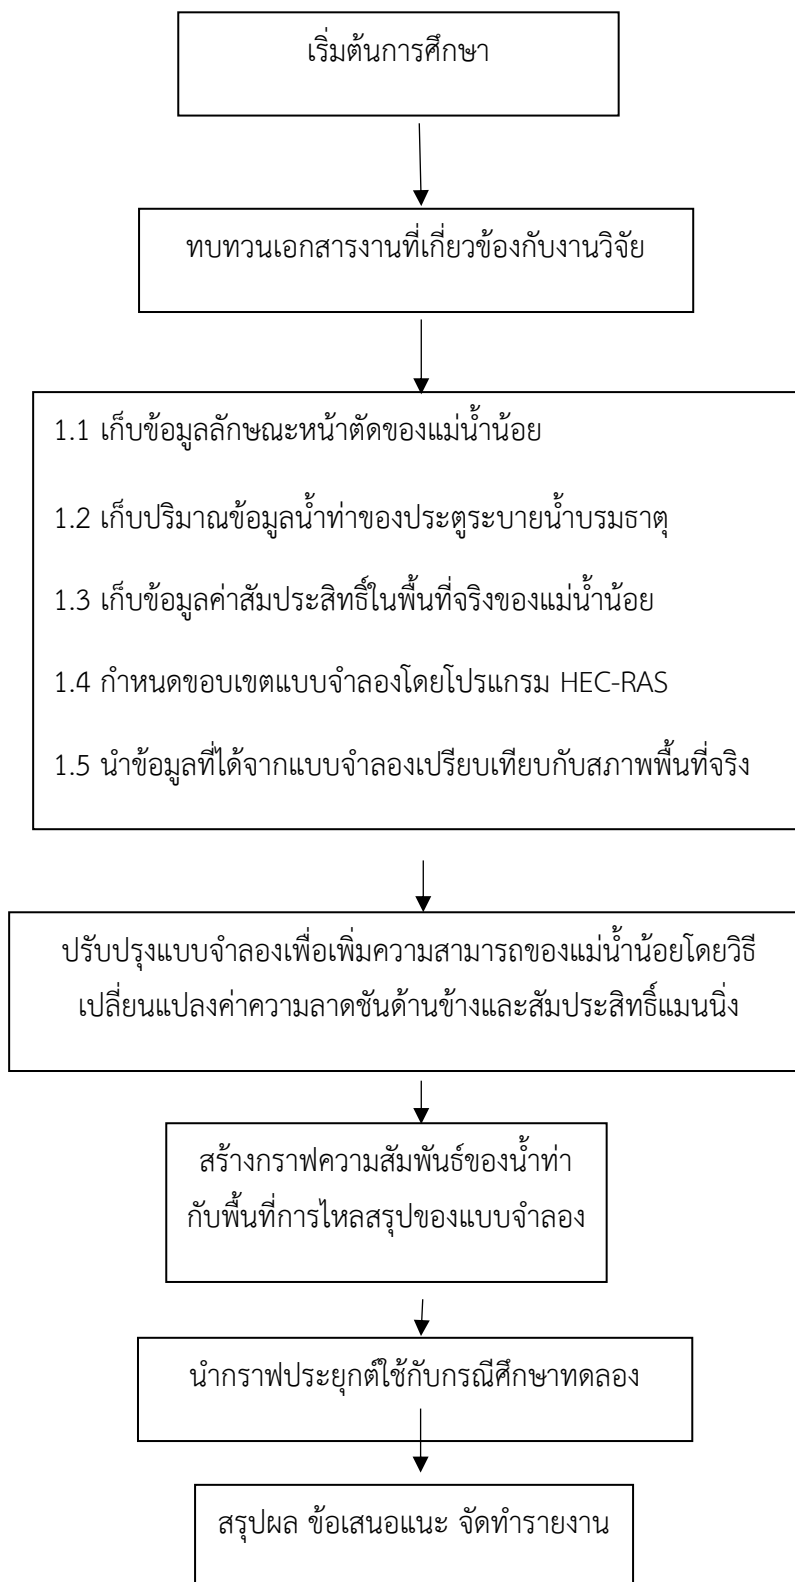 เริ่มต้นการศึกษา
ทบทวนเอกสารงานที่เกี่ยวข้องกับงานวิจัย
1.1 เก็บข้อมูลลักษณะหน้าตัดของแม่น้ำน้อย
1.2 เก็บปริมาณข้อมูลน้ำท่าของประตูระบายน้ำบรมธาตุ
1.3 เก็บข้อมูลค่าสัมประสิทธิ์ในพื้นที่จริงของแม่น้ำน้อย
1.4 กำหนดขอบเขตแบบจำลองโดยโปรแกรม HEC-RAS
1.5 นำข้อมูลที่ได้จากแบบจำลองเปรียบเทียบกับสภาพพื้นที่จริง
ปรับปรุงแบบจำลองเพื่อเพิ่มความสามารถของแม่น้ำน้อยโดยวิธี
เปลี่ยนแปลงค่าความลาดชันด้านข้างและสัมประสิทธิ์แมนนิ่ง
สร้างกราฟความสัมพันธ์ของน้ำท่า
กับพื้นที่การไหลสรุปของแบบจำลอง
นำกราฟประยุกต์ใช้กับกรณีศึกษาทดลอง
สรุปผล ข้อเสนอแนะ จัดทำรายงาน